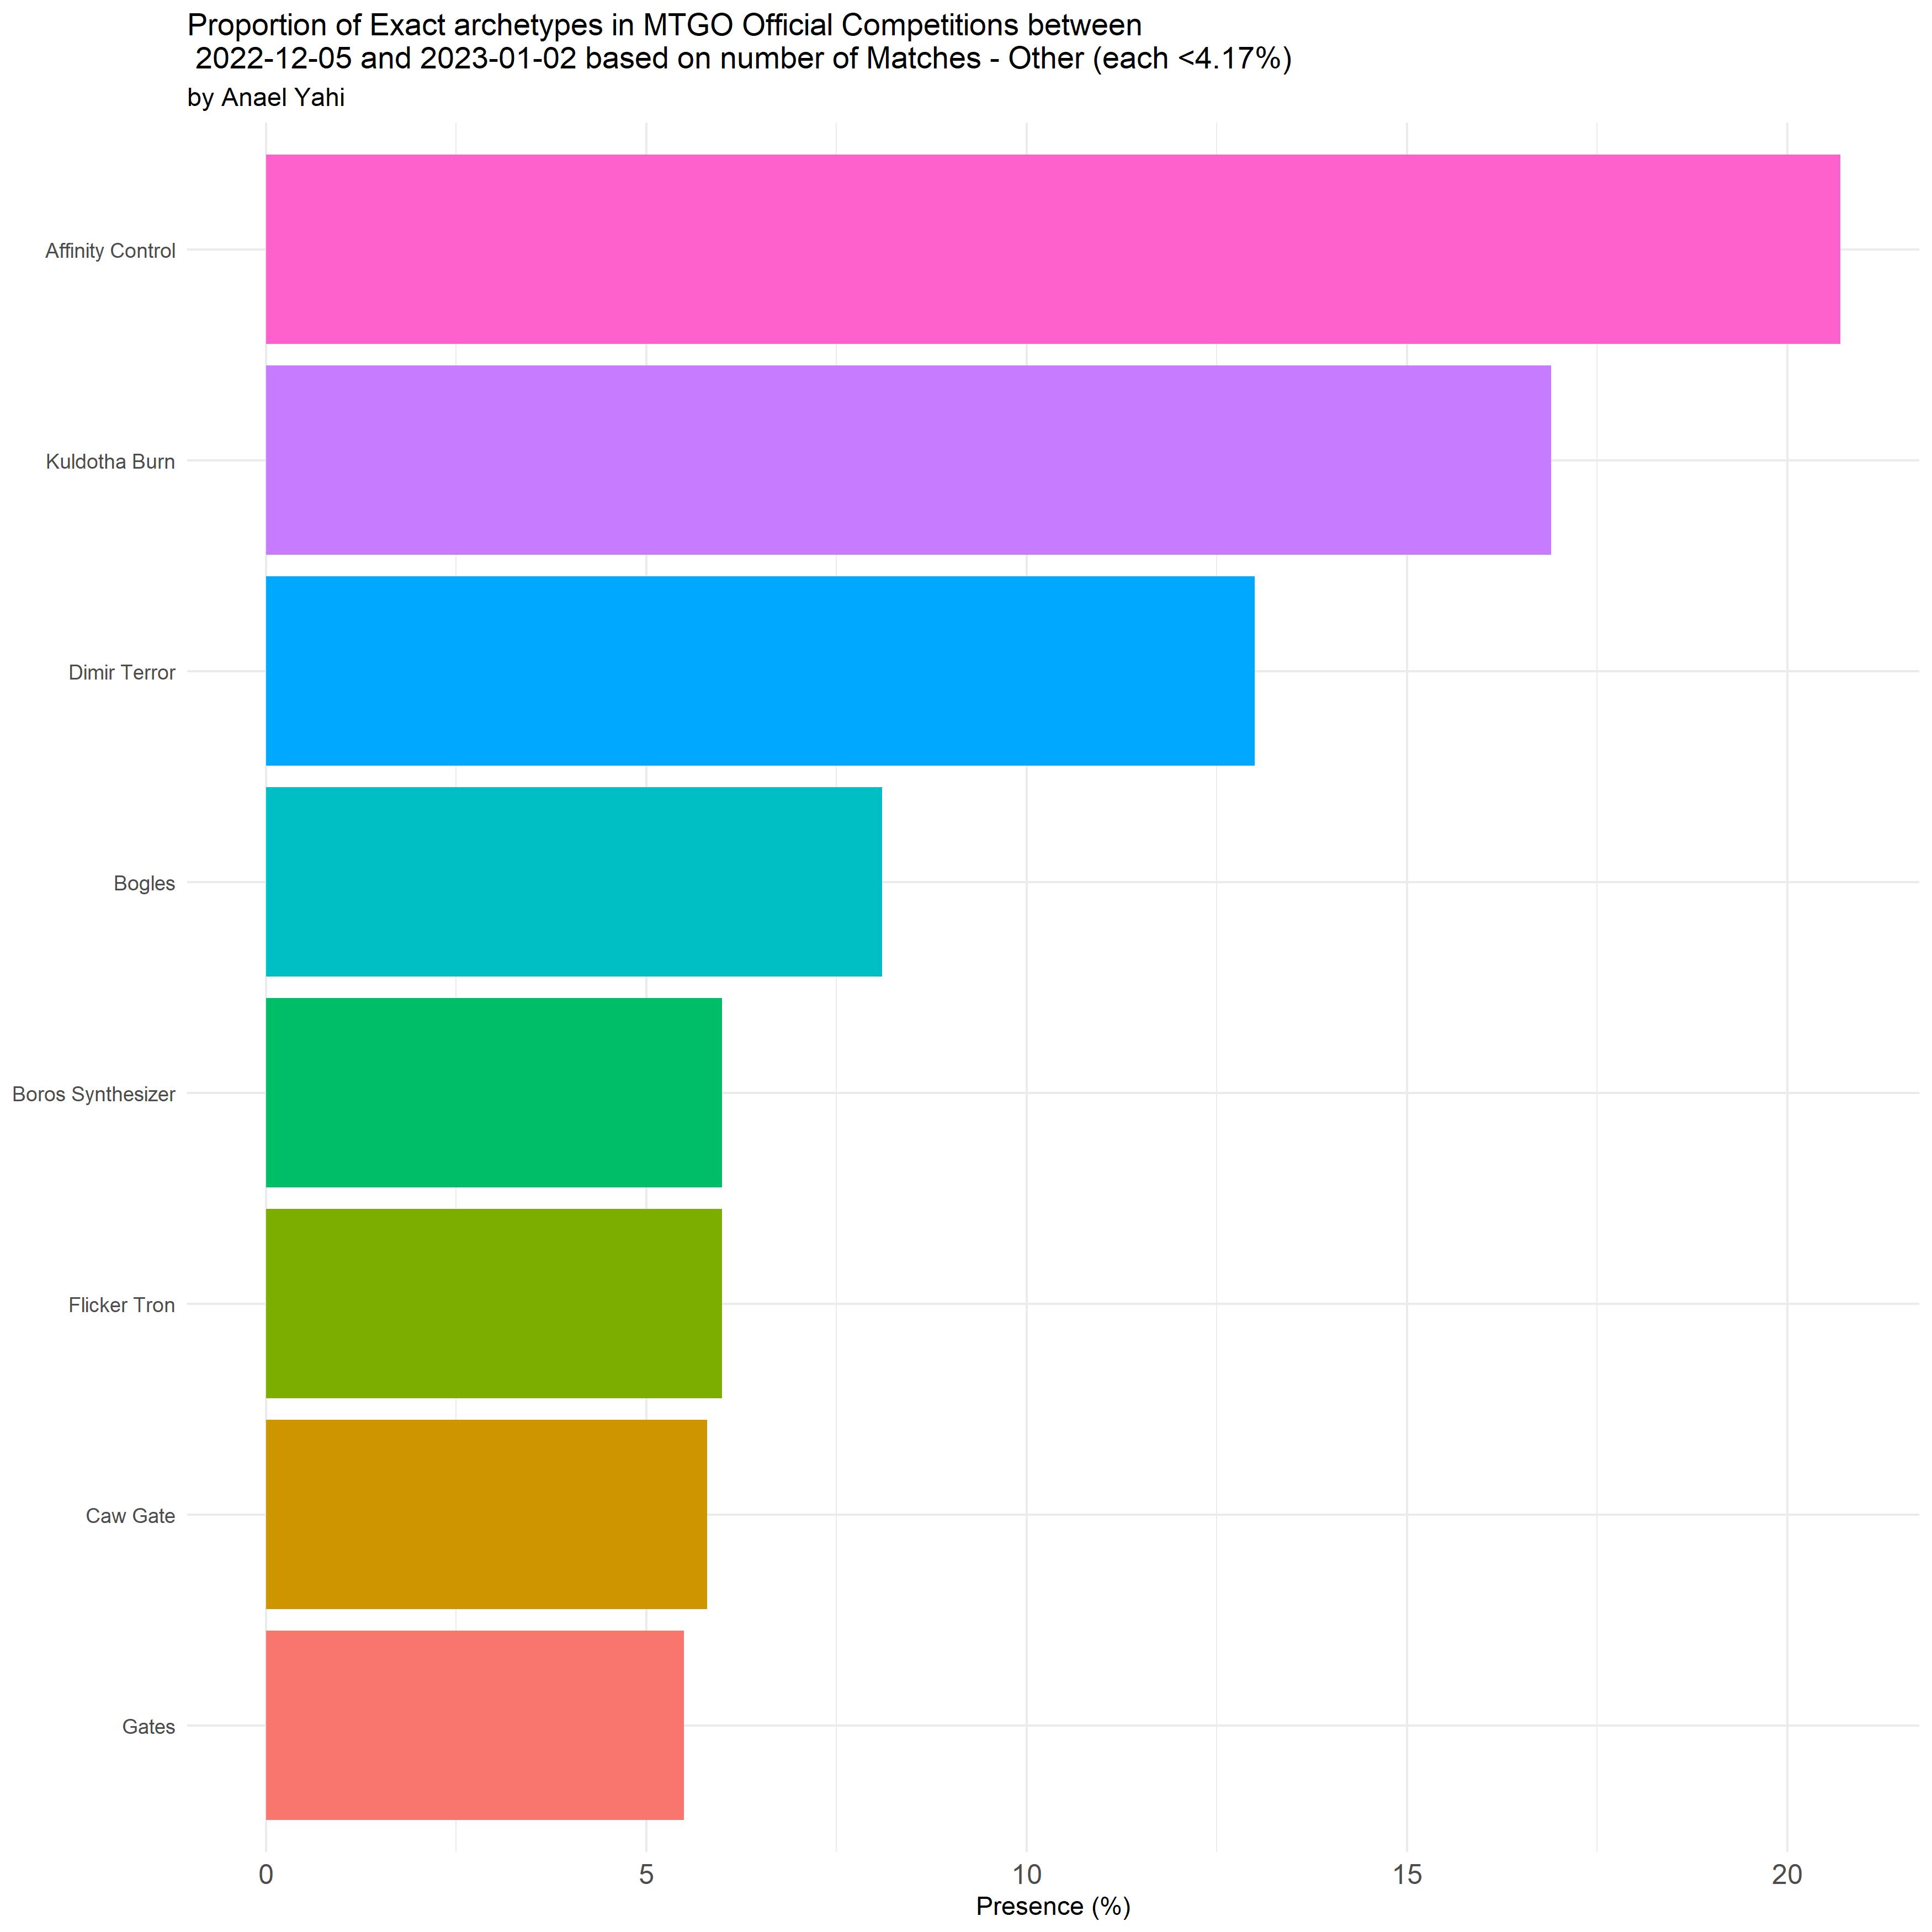 Proportion of Exact archetypes in MTGO Official Competitions between
2022-12-05 and 2023-01-02 based on number of Matches - Other (each <4.17%)
by Anael Yahi
Affinity Control
Kuldotha Burn
Dimir Terror
Bogles
Boros Synthesizer
Flicker Tron
Caw Gate
Gates
0 5 10 15 20
Presence (%)